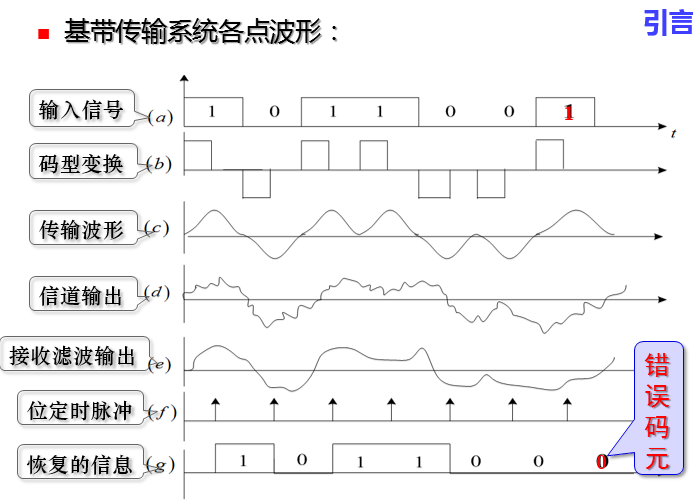 引言
■ 基带传输系统各点波形：
输入信号 (a) 1 0 1 1 0 0 1 t
码型变换 (b)
传输波形 (c)
信道输出 (d)
接收滤波输出 (e)
位定时脉冲 (f)
恢复的信息 (g) 1 0 1 1 0 0 0
错误码元